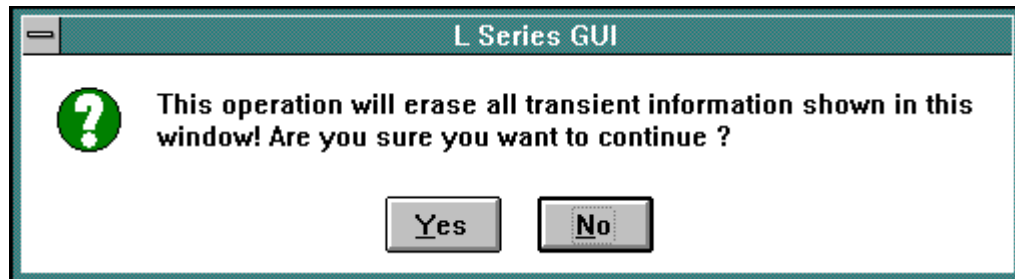 L Series GUI
This operation will erase all transient information shown in this
window! Are you sure you want to continue ?
Yes
No